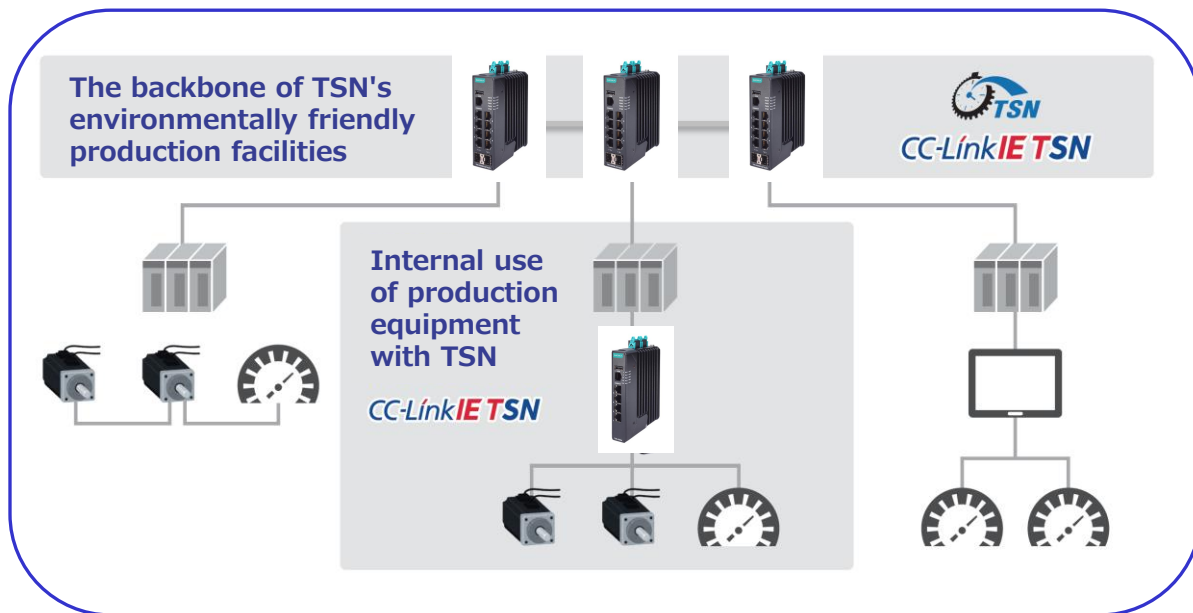 The backbone of TSN's
environmentally friendly
production facilities
TSN
CC-Link IE TSN
Internal use
of production
equipment
with TSN
CC-Link IE TSN